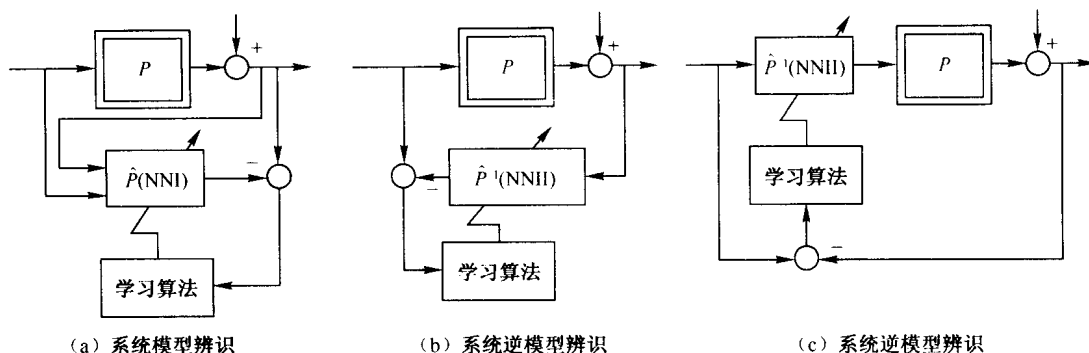 P
+
−
P̂(NNI)
学习算法
(a) 系统模型辨识
P
+
−
P̂⁻¹(NNII)
学习算法
(b) 系统逆模型辨识
P̂⁻¹(NNII)
P
+
学习算法
−
(c) 系统逆模型辨识